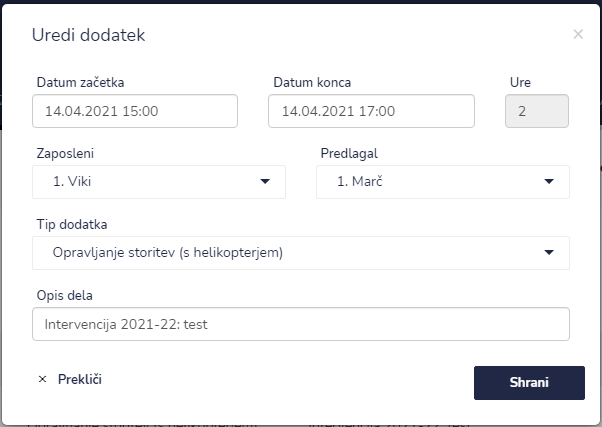 Uredi dodatek
×
Datum začetka Datum konca Ure
14.04.2021 15:00 14.04.2021 17:00 2
Zaposleni Predlagal
1. Viki 1. Marč
Tip dodatka
Opravljanje storitev (s helikopterjem)
Opis dela
Intervencija 2021-22: test
× Prekliči Shrani